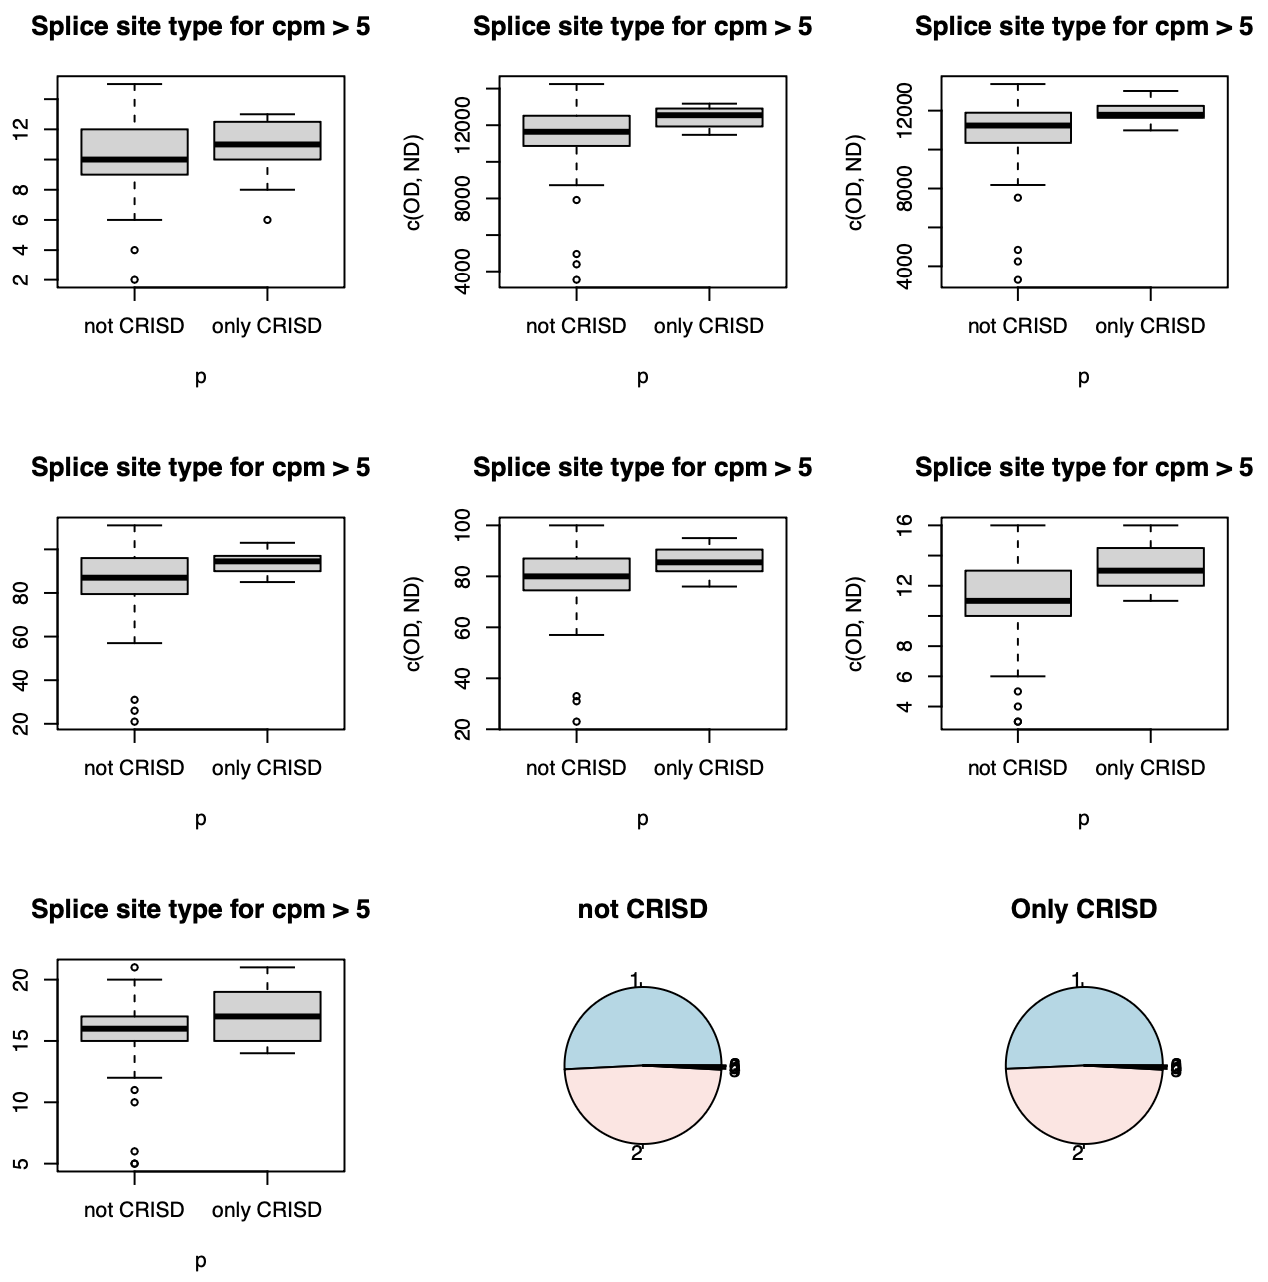 Splice site type for cpm > 5
Splice site type for cpm > 5
Splice site type for cpm > 5
12
8
6
4
2
not CRISD only CRISD
p
c(OD, ND)
12000
8000
4000
not CRISD only CRISD
p
c(OD, ND)
12000
8000
4000
not CRISD only CRISD
p
Splice site type for cpm > 5
Splice site type for cpm > 5
Splice site type for cpm > 5
80
60
40
20
not CRISD only CRISD
p
c(OD, ND)
100
80
60
40
20
not CRISD only CRISD
p
c(OD, ND)
16
12
8
6
4
not CRISD only CRISD
p
Splice site type for cpm > 5
not CRISD
Only CRISD
20
15
10
5
not CRISD only CRISD
p
1
2
1
2